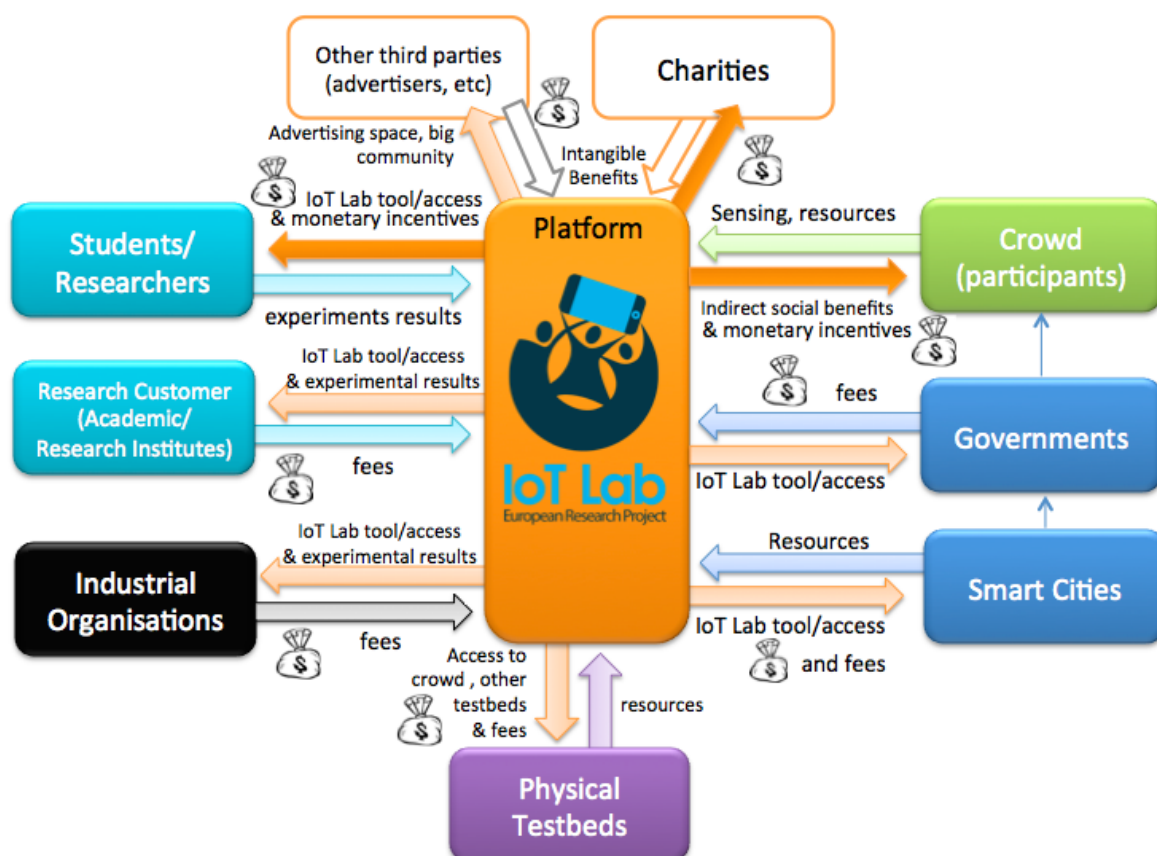 Other third parties
(advertisers, etc)
Charities
Advertising space, big
community
Intangible
Benefits
$
$
$
IoT Lab tool/access
& monetary incentives
Platform
Sensing, resources
Students/
Researchers
Crowd
(participants)
experiments results
Indirect social benefits
& monetary incentives
$
IoT Lab tool/access
& experimental results
$
fees
Research Customer
(Academic/
Research Institutes)
Governments
fees
$
IoT Lab tool/access
IoT Lab
European Research Project
IoT Lab tool/access
& experimental results
Resources
Industrial
Organisations
Smart Cities
fees
$
IoT Lab tool/access
$
and fees
Access to
crowd , other
testbeds
& fees
$
resources
Physical
Testbeds